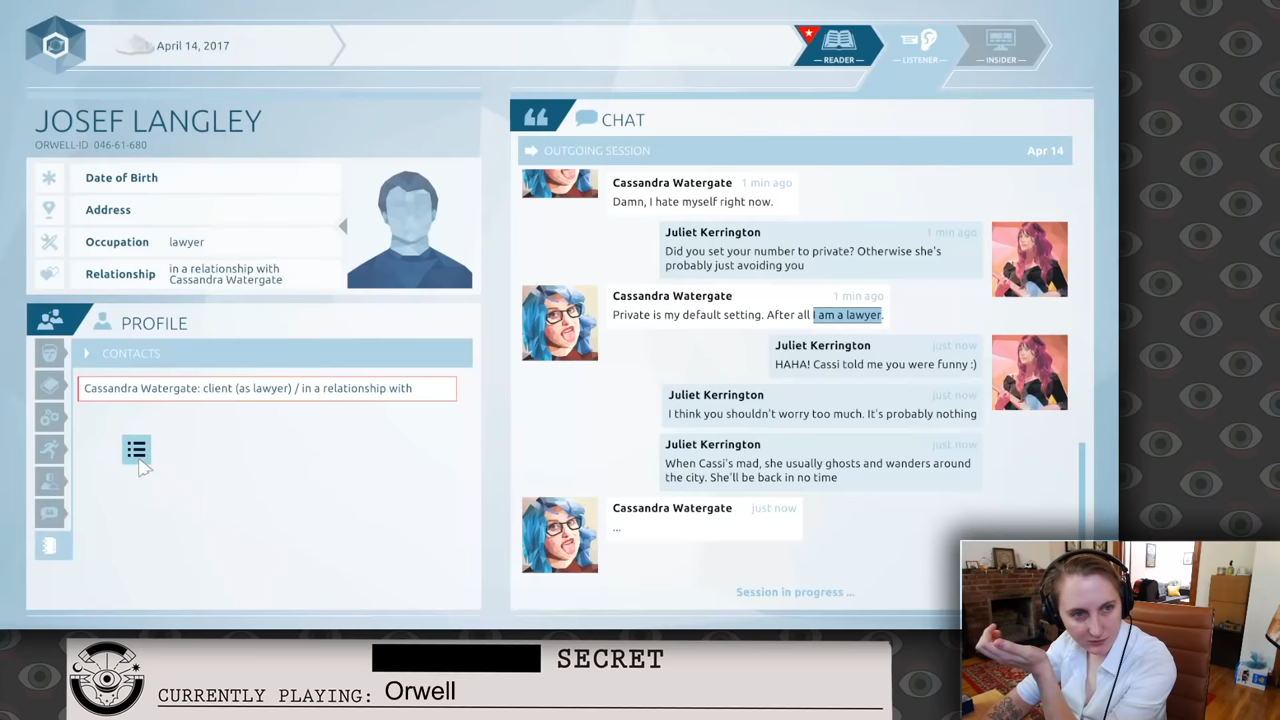 April 14, 2017
READER
LISTENER
INSIDER
JOSEF LANGLEY
ORWELL-ID 046-61-680
Date of Birth
Address
Occupation lawyer
Relationship in a relationship with
Cassandra Watergate
PROFILE
CONTACTS
Cassandra Watergate: client (as lawyer) / in a relationship with
CHAT
OUTGOING SESSION Apr 14
Cassandra Watergate 1 min ago
Damn, I hate myself right now.
Juliet Kerrington 1 min ago
Did you set your number to private? Otherwise she's
probably just avoiding you
Cassandra Watergate 1 min ago
Private is my default setting. After all I am a lawyer.
Juliet Kerrington just now
HAHA! Cassi told me you were funny :)
Juliet Kerrington just now
I think you shouldn't worry too much. It's probably nothing
Juliet Kerrington just now
When Cassi's mad, she usually ghosts and wanders around
the city. She'll be back in no time
Cassandra Watergate just now
...
Session in progress ...
SECRET
CURRENTLY PLAYING: Orwell